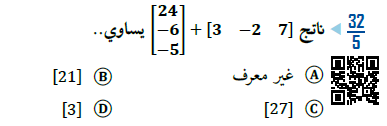 32/5 ◀ ناتج [3 −2 7] + [24 −6 −5] يساوي..
Ⓐ غير معرف Ⓑ [21]
Ⓒ [27] Ⓓ [3]